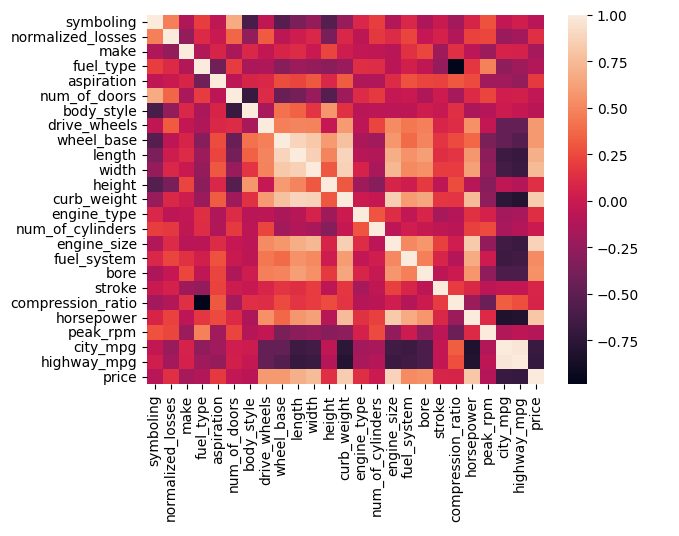 symboling
normalized_losses
make
fuel_type
aspiration
num_of_doors
body_style
drive_wheels
wheel_base
length
width
height
curb_weight
engine_type
num_of_cylinders
engine_size
fuel_system
bore
stroke
compression_ratio
horsepower
peak_rpm
city_mpg
highway_mpg
price
symboling
normalized_losses
make
fuel_type
aspiration
num_of_doors
body_style
drive_wheels
wheel_base
length
width
height
curb_weight
engine_type
num_of_cylinders
engine_size
fuel_system
bore
stroke
compression_ratio
horsepower
peak_rpm
city_mpg
highway_mpg
price
1.00
0.75
0.50
0.25
0.00
−0.25
−0.50
−0.75